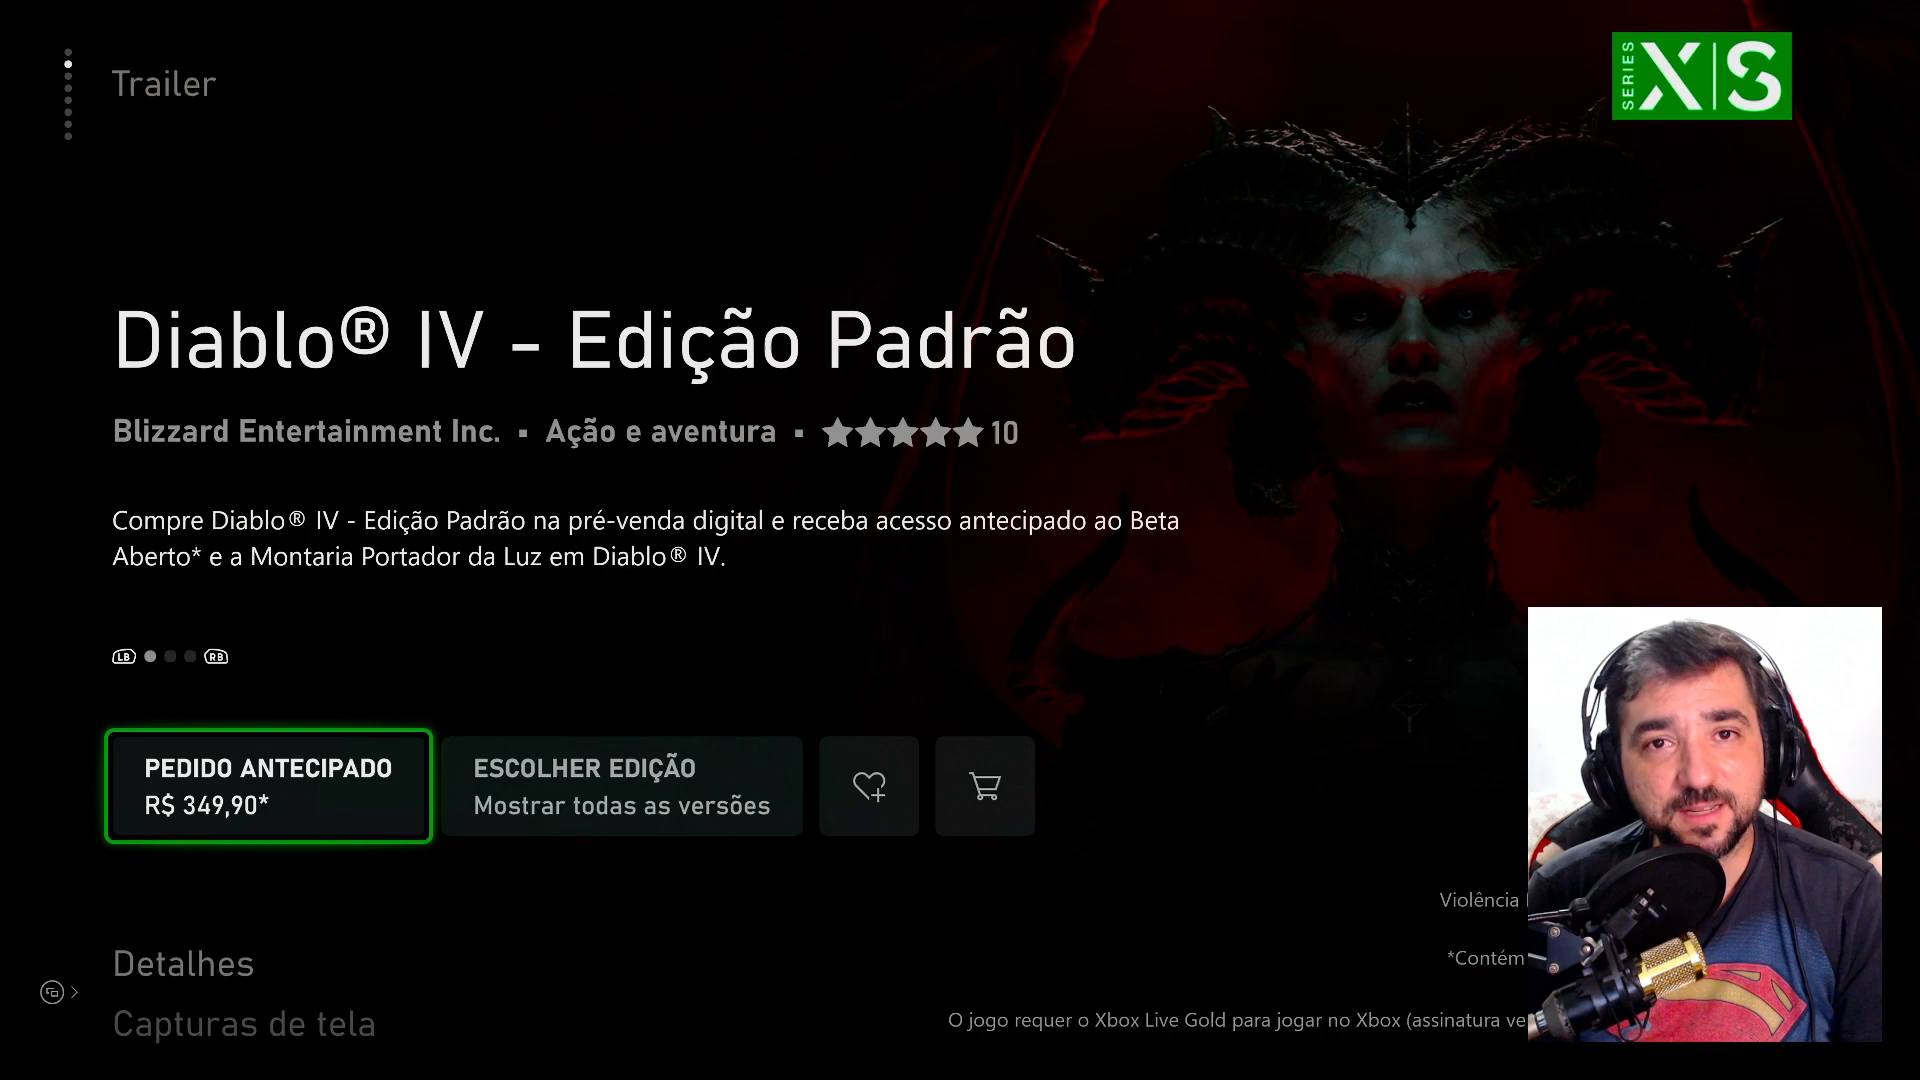 Trailer
SERIES X|S
Diablo® IV - Edição Padrão
Blizzard Entertainment Inc. ▪ Ação e aventura ▪ ★★★★★ 10
Compre Diablo® IV - Edição Padrão na pré-venda digital e receba acesso antecipado ao Beta
Aberto* e a Montaria Portador da Luz em Diablo® IV.
LB RB
PEDIDO ANTECIPADO
R$ 349,90*
ESCOLHER EDIÇÃO
Mostrar todas as versões
Violência
*Contém
O jogo requer o Xbox Live Gold para jogar no Xbox (assinatura
Detalhes
Capturas de tela